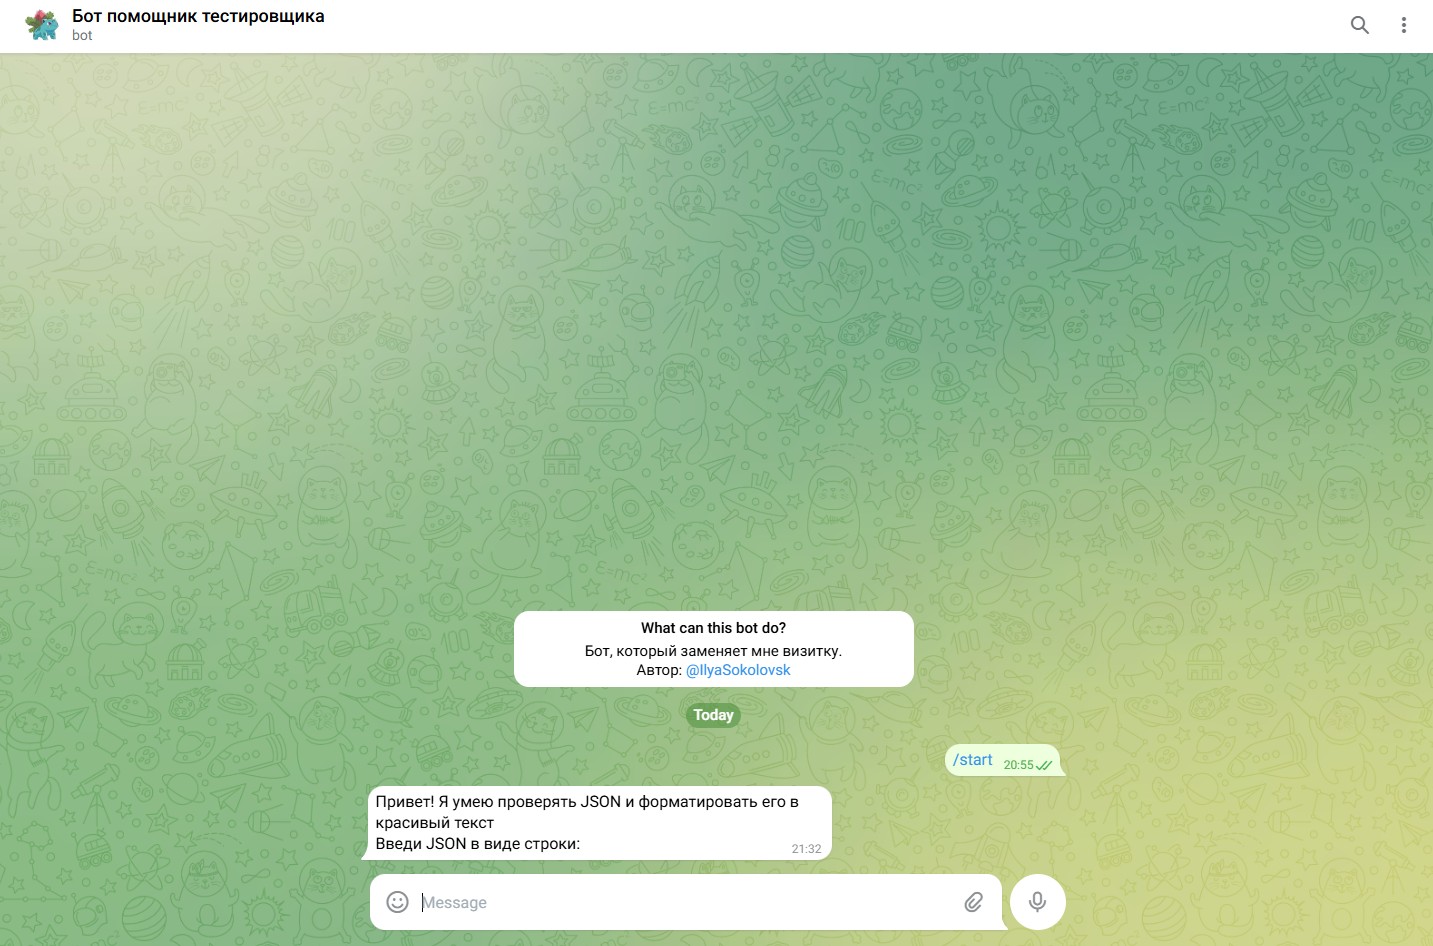 Бот помощник тестировщика
bot
What can this bot do?
Бот, который заменяет мне визитку.
Автор: @IlyaSokolovsk
Today
/start 20:55
Привет! Я умею проверять JSON и форматировать его в
красивый текст
Введи JSON в виде строки:
21:32
Message